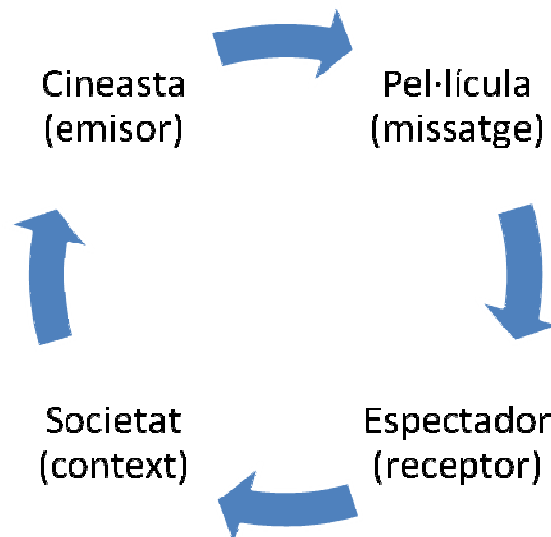 Cineasta
(emisor)
Pel·lícula
(missatge)
Societat
(context)
Espectador
(receptor)